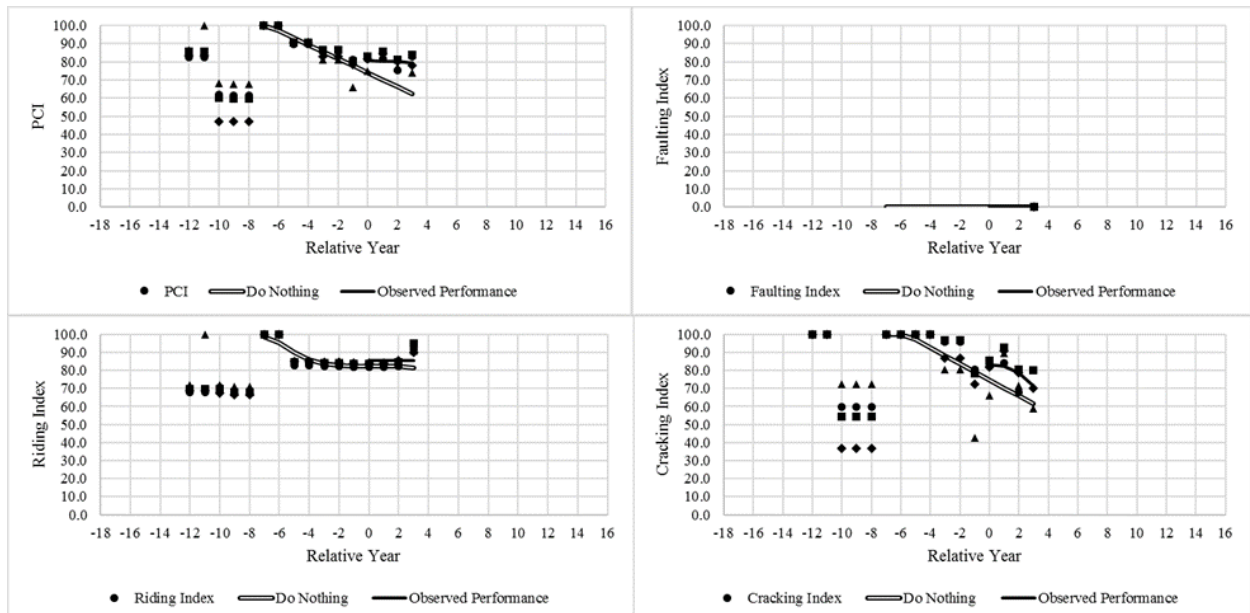 PCI
100.0
90.0
80.0
70.0
60.0
50.0
40.0
30.0
20.0
10.0
0.0
-18 -16 -14 -12 -10 -8 -6 -4 -2 0 2 4 6 8 10 12 14 16
Relative Year
PCI Do Nothing Observed Performance
Faulting Index
100.0
90.0
80.0
70.0
60.0
50.0
40.0
30.0
20.0
10.0
0.0
-18 -16 -14 -12 -10 -8 -6 -4 -2 0 2 4 6 8 10 12 14 16
Relative Year
Faulting Index Do Nothing Observed Performance
Riding Index
100.0
90.0
80.0
70.0
60.0
50.0
40.0
30.0
20.0
10.0
0.0
-18 -16 -14 -12 -10 -8 -6 -4 -2 0 2 4 6 8 10 12 14 16
Relative Year
Riding Index Do Nothing Observed Performance
Cracking Index
100.0
90.0
80.0
70.0
60.0
50.0
40.0
30.0
20.0
10.0
0.0
-18 -16 -14 -12 -10 -8 -6 -4 -2 0 2 4 6 8 10 12 14 16
Relative Year
Cracking Index Do Nothing Observed Performance